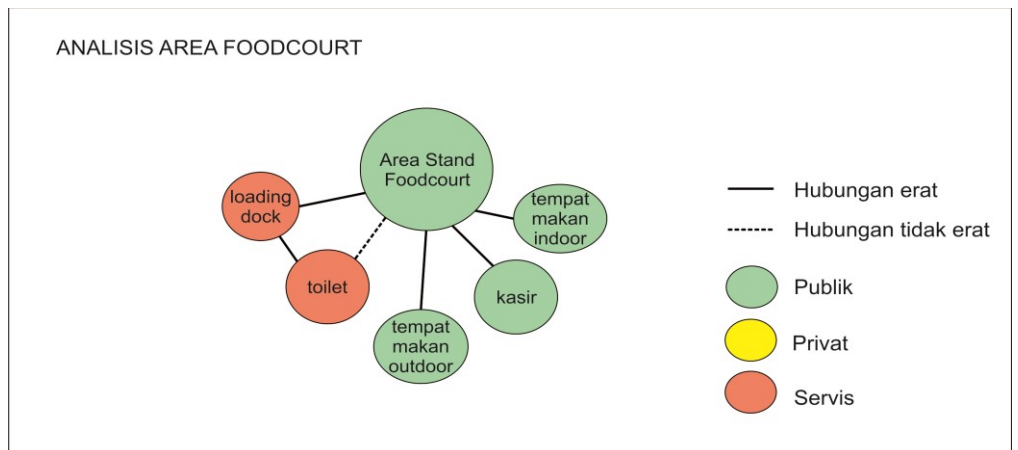 ANALISIS AREA FOODCOURT
Area Stand
Foodcourt
loading
dock
toilet
tempat
makan
outdoor
kasir
tempat
makan
indoor
Hubungan erat
Hubungan tidak erat
Publik
Privat
Servis